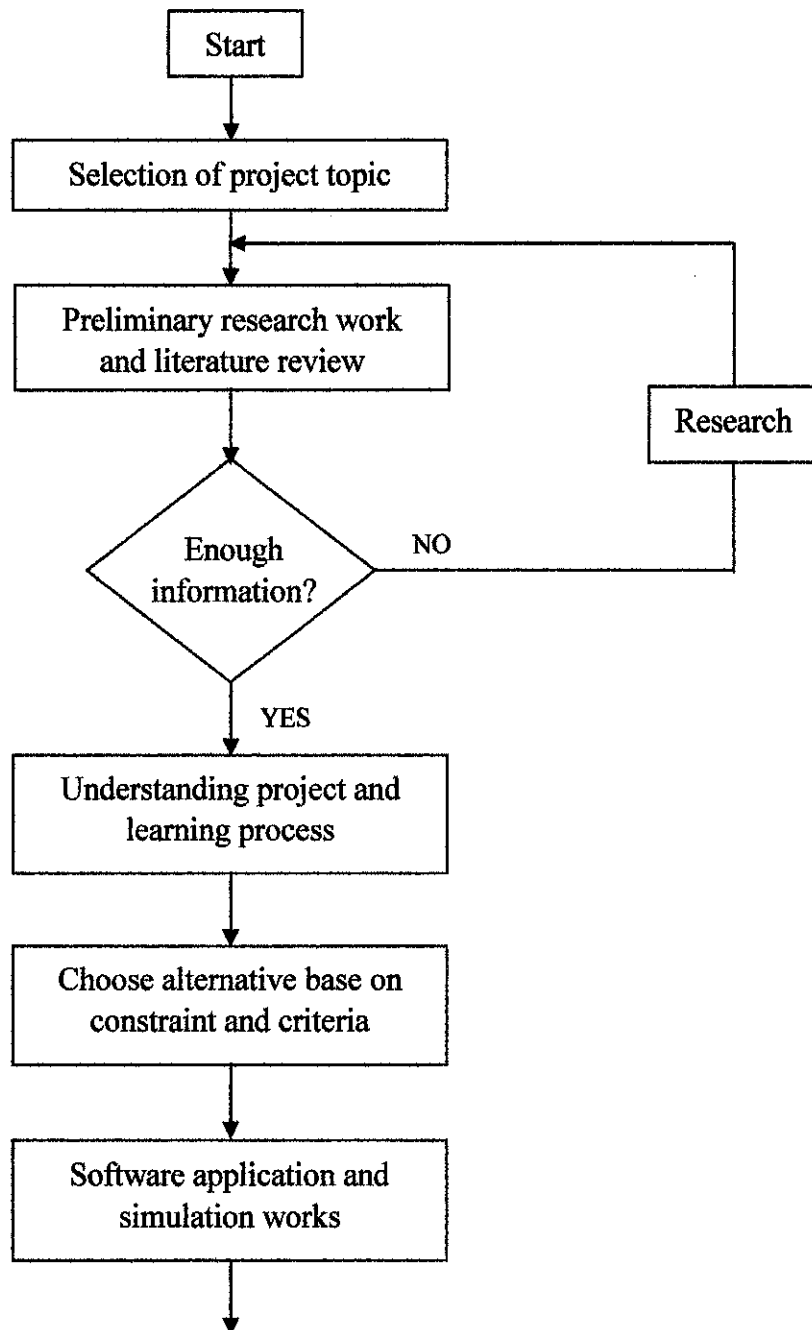 Start
Selection of project topic
Preliminary research work
and literature review
Research
Enough
information?
NO
YES
Understanding project and
learning process
Choose alternative base on
constraint and criteria
Software application and
simulation works